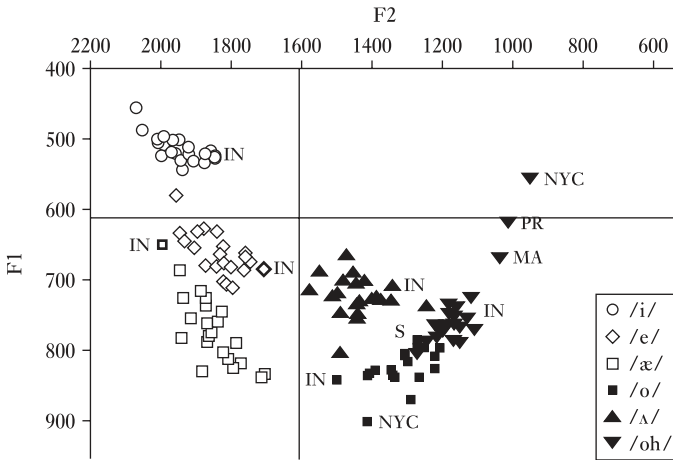 F2
2200 2000 1800 1600 1400 1200 1000 800 600
400
500
600
700
800
900
F1
IN
NYC
PR
MA
IN
IN
IN
IN
S
IN
NYC
/i/
/e/
/æ/
/o/
/ʌ/
/oh/